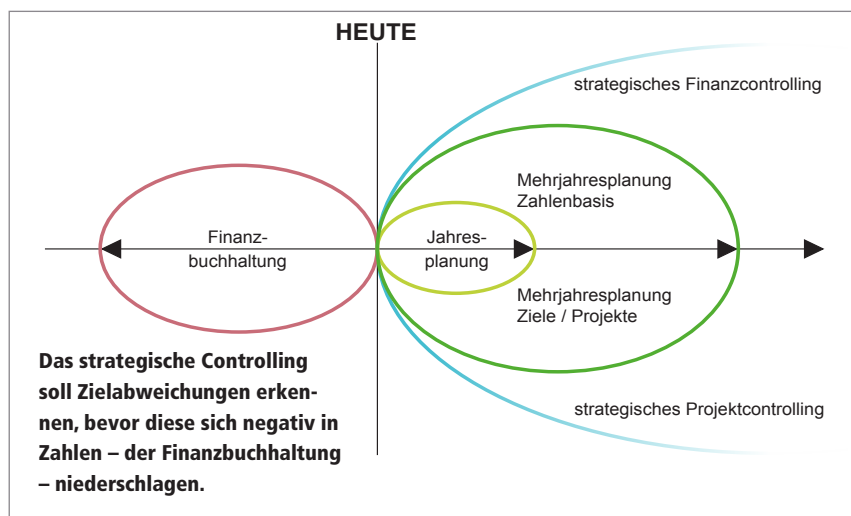 HEUTE
strategisches Finanzcontrolling
Mehrjahresplanung
Zahlenbasis
Finanz-
buchhaltung
Jahres-
planung
Mehrjahresplanung
Ziele / Projekte
Das strategische Controlling
soll Zielabweichungen erken-
nen, bevor diese sich negativ in
Zahlen – der Finanzbuchhaltung
– niederschlagen.
strategisches Projektcontrolling